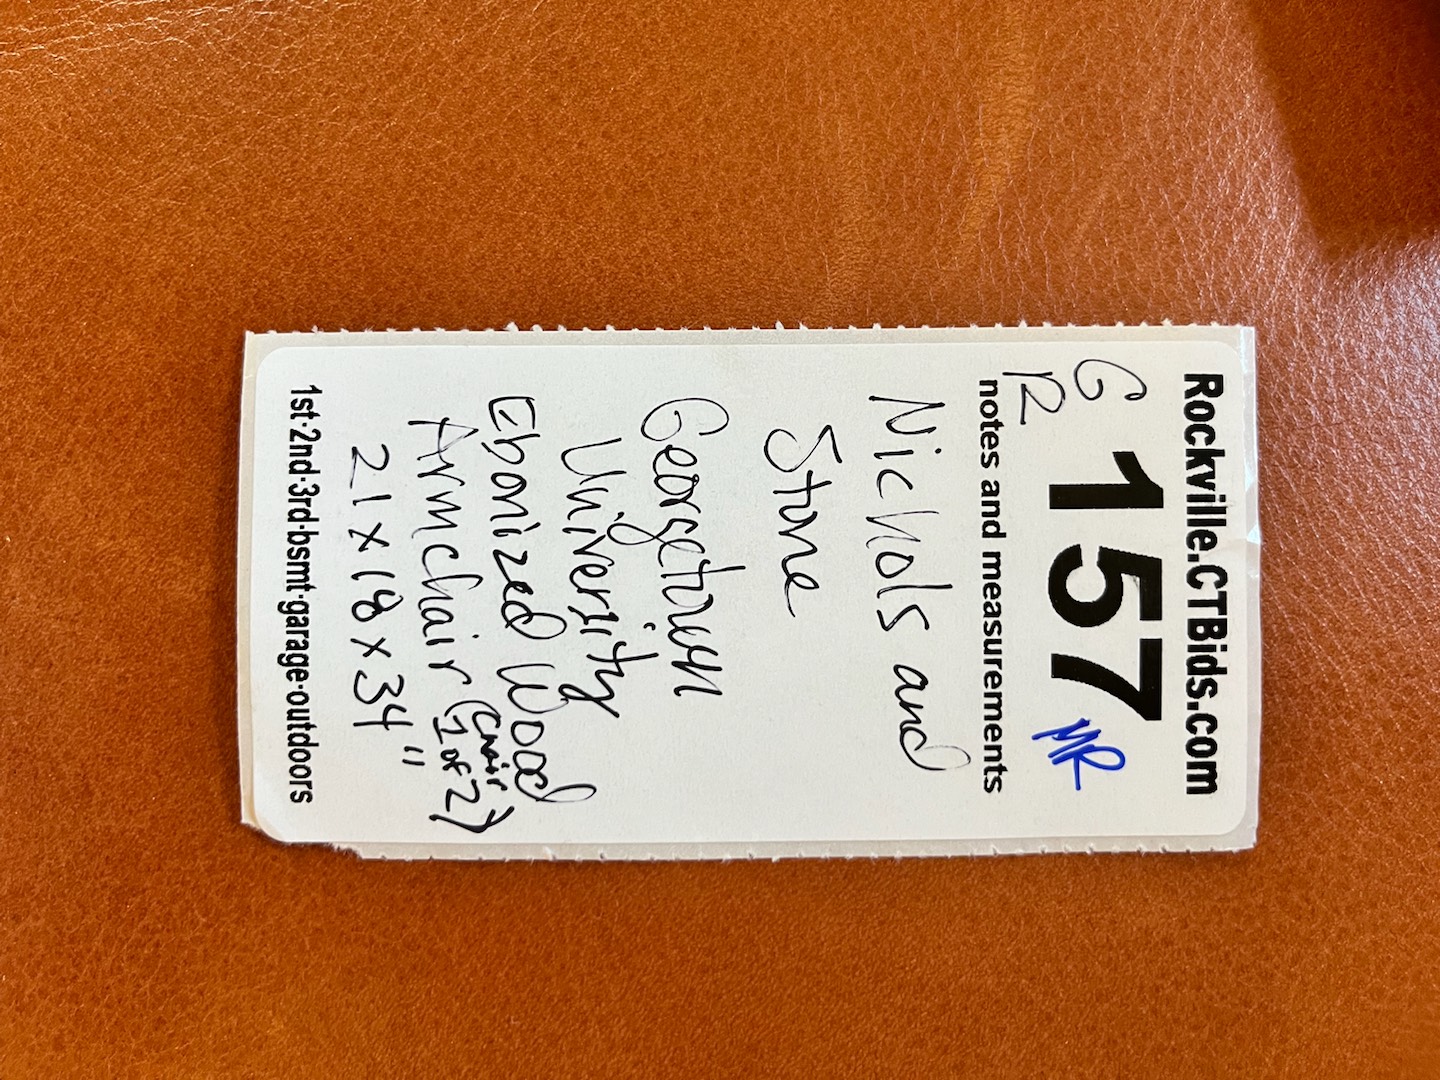 Rockville.CTBids.com
G 157 MR
R
notes and measurements
Nichols and
Stone
Georgetown
University
Ebonized Wood
Armchair (Chair
1 of 2)
21 x 18 x 34"
1st·2nd·3rd·bsmt·garage·outdoors